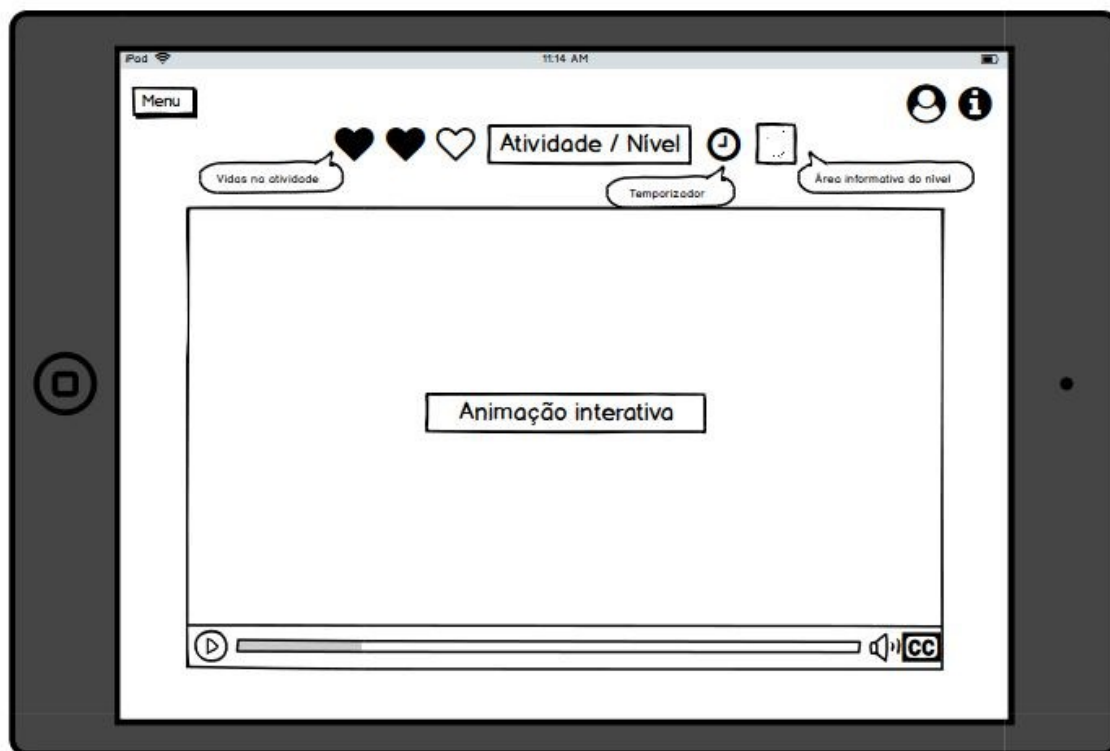 iPad
11:14 AM
Menu
Atividade / Nível
Vidas na atividade
Temporizador
Área informativa do nível
Animação interativa
CC